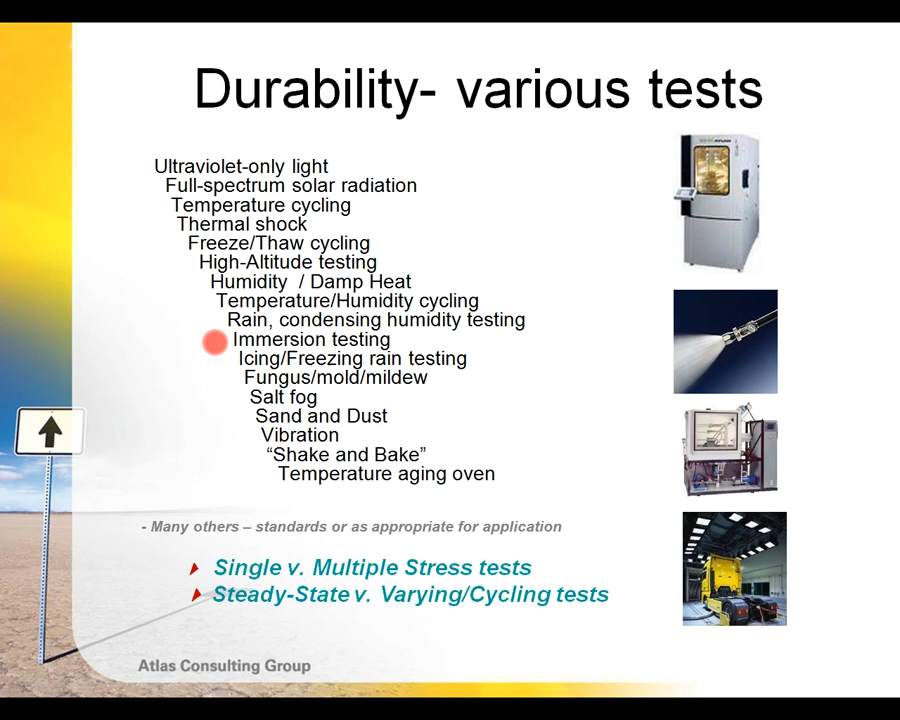 Durability- various tests
Ultraviolet-only light
Full-spectrum solar radiation
Temperature cycling
Thermal shock
Freeze/Thaw cycling
High-Altitude testing
Humidity / Damp Heat
Temperature/Humidity cycling
Rain, condensing humidity testing
Immersion testing
Icing/Freezing rain testing
Fungus/mold/mildew
Salt fog
Sand and Dust
Vibration
“Shake and Bake”
Temperature aging oven
- Many others – standards or as appropriate for application
Single v. Multiple Stress tests
Steady-State v. Varying/Cycling tests
Atlas Consulting Group